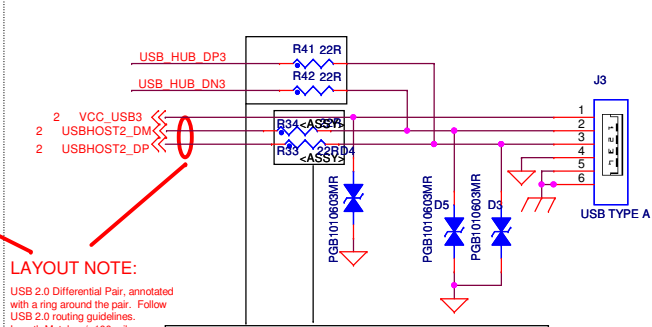 R41 22R
USB_HUB_DP3
R42 22R
USB_HUB_DN3
J3
2 VCC_USB3
2 USBHOST2_DM
2 USBHOST2_DP
R34
<ASSY>
R33 22R D4
<ASSY>
1
2
3
4
5
6
USB TYPE A
PGB1010603MR
PGB1010603MR
D5
PGB1010603MR
D3
LAYOUT NOTE:
USB 2.0 Differential Pair, annotated
with a ring around the pair. Follow
USB 2.0 routing guidelines.